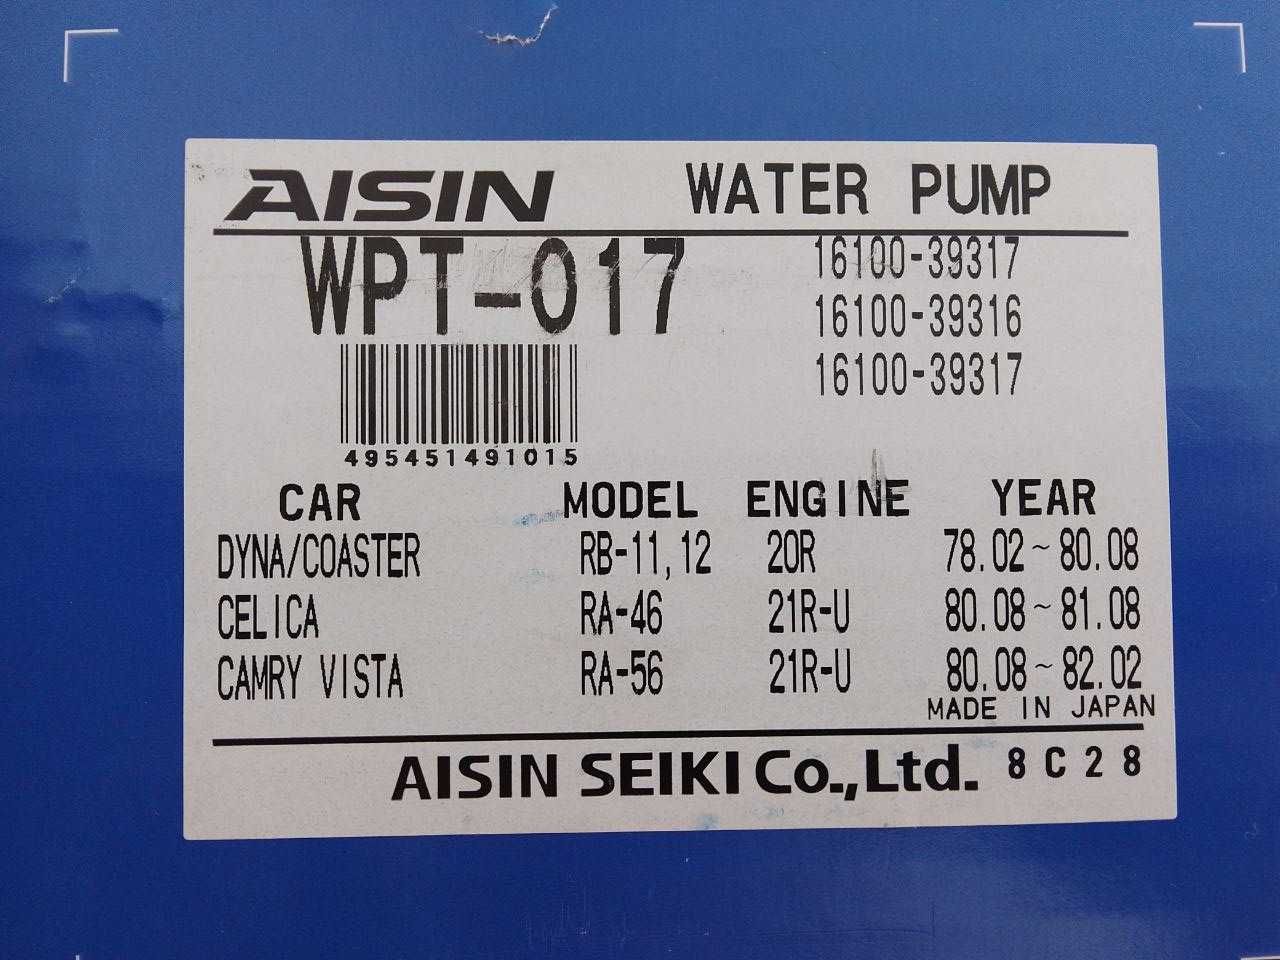 AISIN WATER PUMP
WPT-017 16100-39317
16100-39316
16100-39317
495451491015
CAR MODEL ENGINE YEAR
DYNA/COASTER RB-11,12 20R 78.02~80.08
CELICA RA-46 21R-U 80.08~81.08
CAMRY VISTA RA-56 21R-U 80.08~82.02
MADE IN JAPAN
AISIN SEIKI Co.,Ltd. 8C28